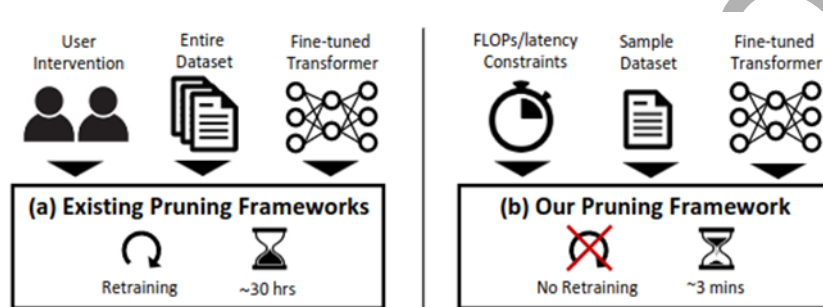 User
Intervention
Entire
Dataset
Fine-tuned
Transformer
(a) Existing Pruning Frameworks
Retraining
~30 hrs
FLOPs/latency
Constraints
Sample
Dataset
Fine-tuned
Transformer
(b) Our Pruning Framework
No Retraining
~3 mins